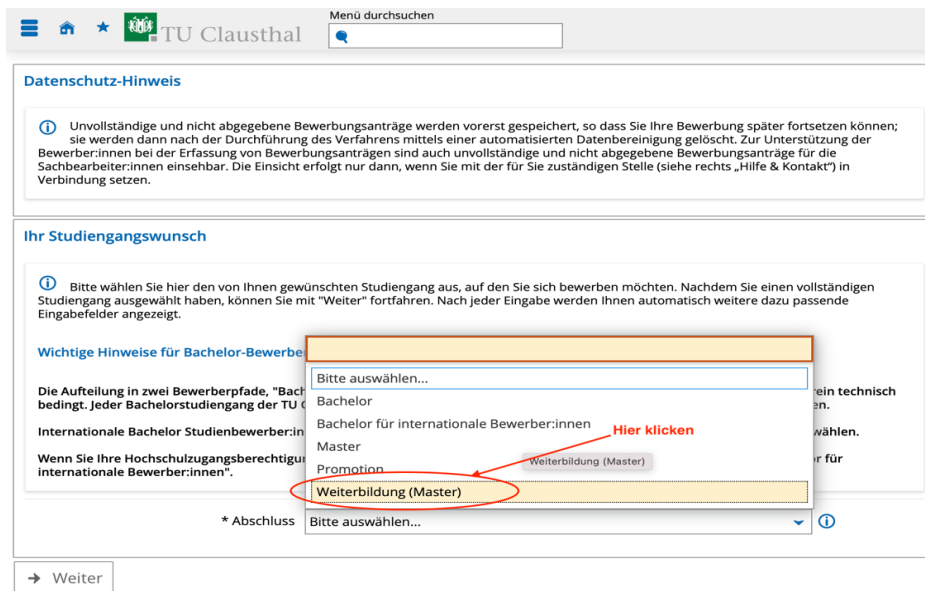 Menü durchsuchen
TU Clausthal
Datenschutz-Hinweis
Unvollständige und nicht abgegebene Bewerbungsanträge werden vorerst gespeichert, so dass Sie Ihre Bewerbung später fortsetzen können;
sie werden dann nach der Durchführung des Verfahrens mittels einer automatisierten Datenbereinigung gelöscht. Zur Unterstützung der
Bewerber:innen bei der Erfassung von Bewerbungsanträgen sind auch unvollständige und nicht abgegebene Bewerbungsanträge für die
Sachbearbeiter:innen einsehbar. Die Einsicht erfolgt nur dann, wenn Sie mit der für Sie zuständigen Stelle (siehe rechts „Hilfe & Kontakt") in
Verbindung setzen.
Ihr Studiengangswunsch
Bitte wählen Sie hier den von Ihnen gewünschten Studiengang aus, auf den Sie sich bewerben möchten. Nachdem Sie einen vollständigen
Studiengang ausgewählt haben, können Sie mit "Weiter" fortfahren. Nach jeder Eingabe werden Ihnen automatisch weitere dazu passende
Eingabefelder angezeigt.
Wichtige Hinweise für Bachelor-Bewerbe
Die Aufteilung in zwei Bewerberpfade, "Bach
rein technisch
bedingt. Jeder Bachelorstudiengang der TU C
en.
Internationale Bachelor Studienbewerber:in
wählen.
Wenn Sie Ihre Hochschulzugangsberechtigun
r für
internationale Bewerber:innen".
Bitte auswählen...
Bachelor
Bachelor für internationale Bewerber:innen
Hier klicken
Master
Promotion
Weiterbildung (Master)
Weiterbildung (Master)
* Abschluss Bitte auswählen...
Weiter